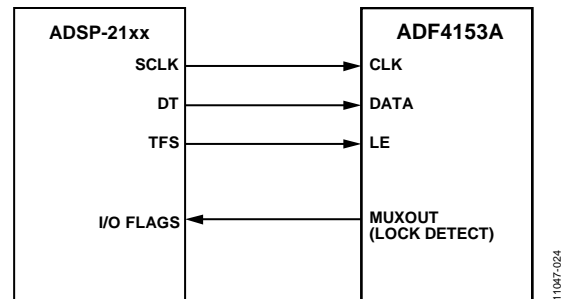 ADSP-21xx
ADF4153A
SCLK
CLK
DT
DATA
TFS
LE
I/O FLAGS
MUXOUT
(LOCK DETECT)
11047-024